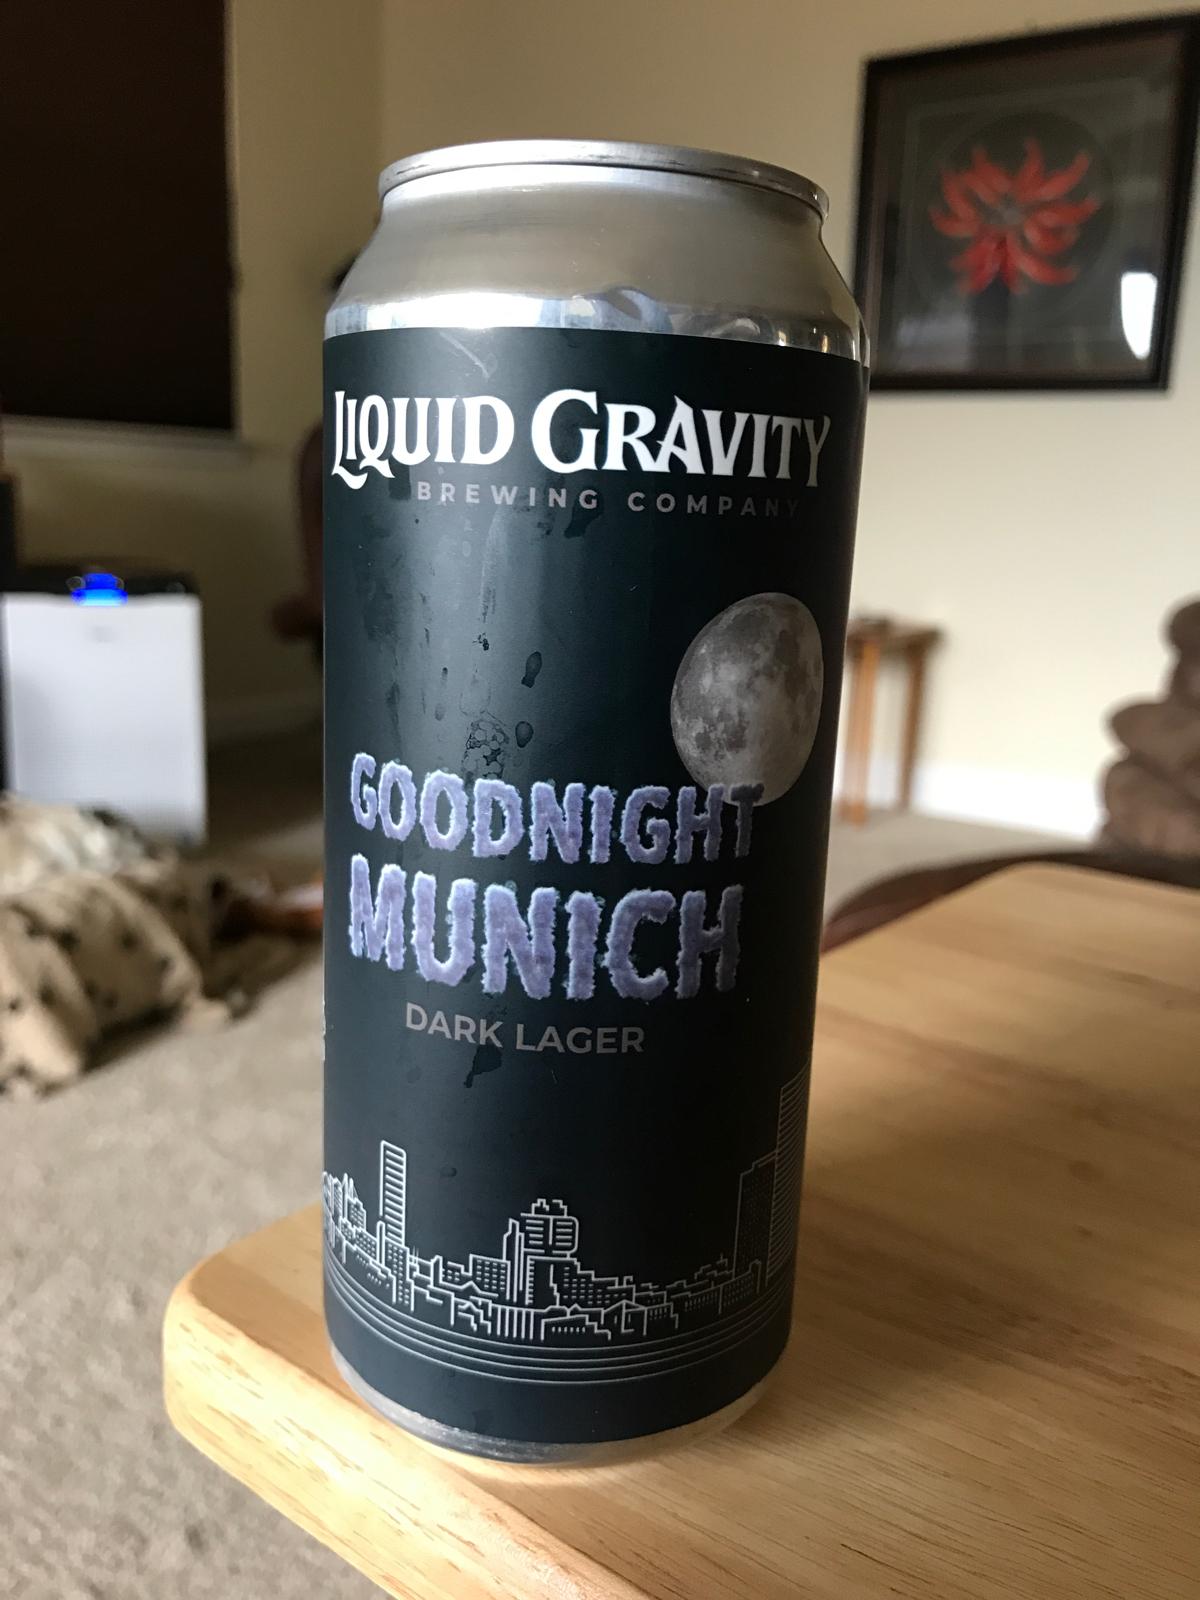 LIQUID GRAVITY
BREWING COMPANY
GOODNIGHT
MUNICH
DARK LAGER